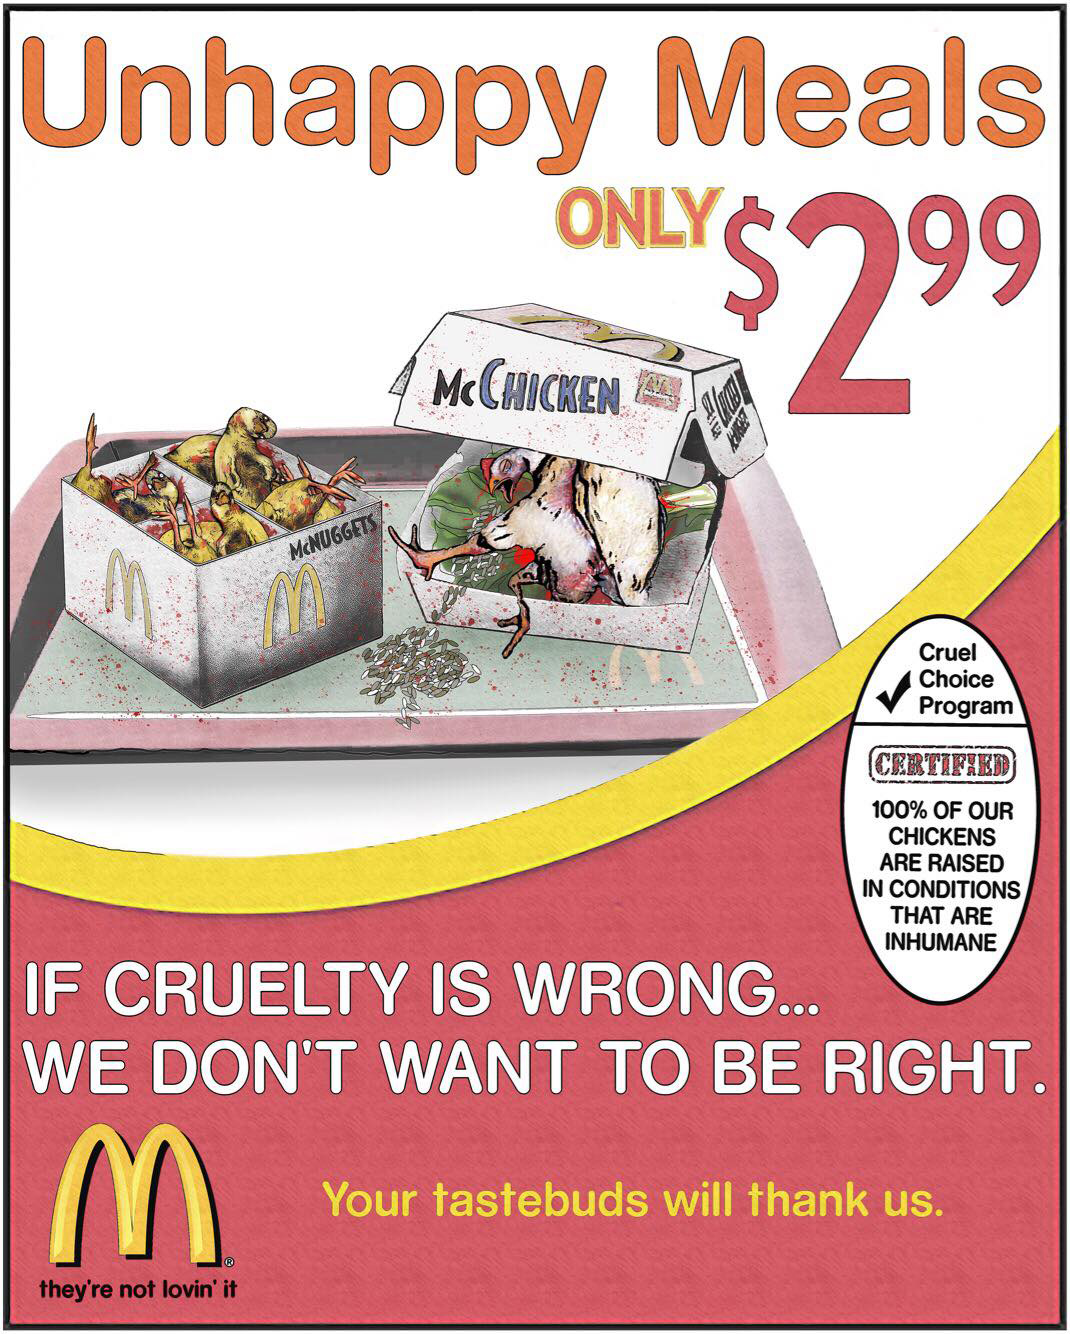 Unhappy Meals
ONLY $2.99
McCHICKEN
McNUGGETS
Cruel
Choice
Program
CERTIFIED
100% OF OUR
CHICKENS
ARE RAISED
IN CONDITIONS
THAT ARE
INHUMANE
IF CRUELTY IS WRONG...
WE DON'T WANT TO BE RIGHT.
Your tastebuds will thank us.
they're not lovin' it